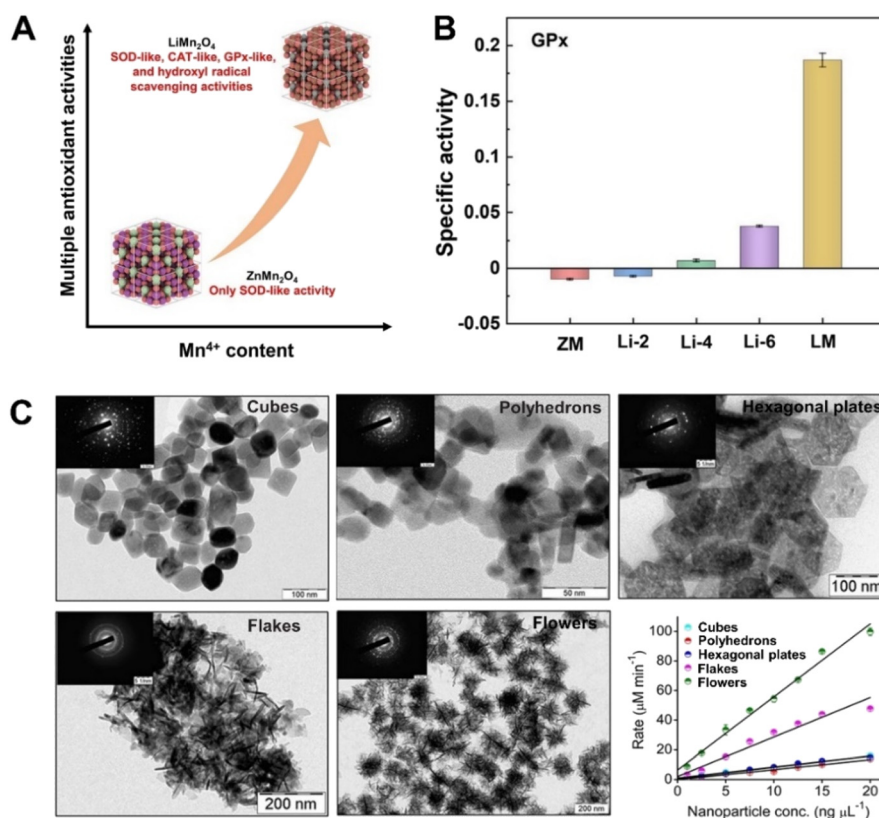 A
Multiple antioxidant activities
LiMn₂O₄
SOD-like, CAT-like, GPx-like,
and hydroxyl radical
scavenging activities
ZnMn₂O₄
Only SOD-like activity
Mn⁴⁺ content
B
GPx
Specific activity
0.2
0.15
0.1
0.05
0
-0.05
ZM Li-2 Li-4 Li-6 LM
C
Cubes
100 nm
Polyhedrons
50 nm
Hexagonal plates
100 nm
Flakes
200 nm
Flowers
200 nm
Rate (μM min⁻¹)
100
80
60
40
20
0
Cubes
Polyhedrons
Hexagonal plates
Flakes
Flowers
0 5 10 15 20
Nanoparticle conc. (ng μL⁻¹)